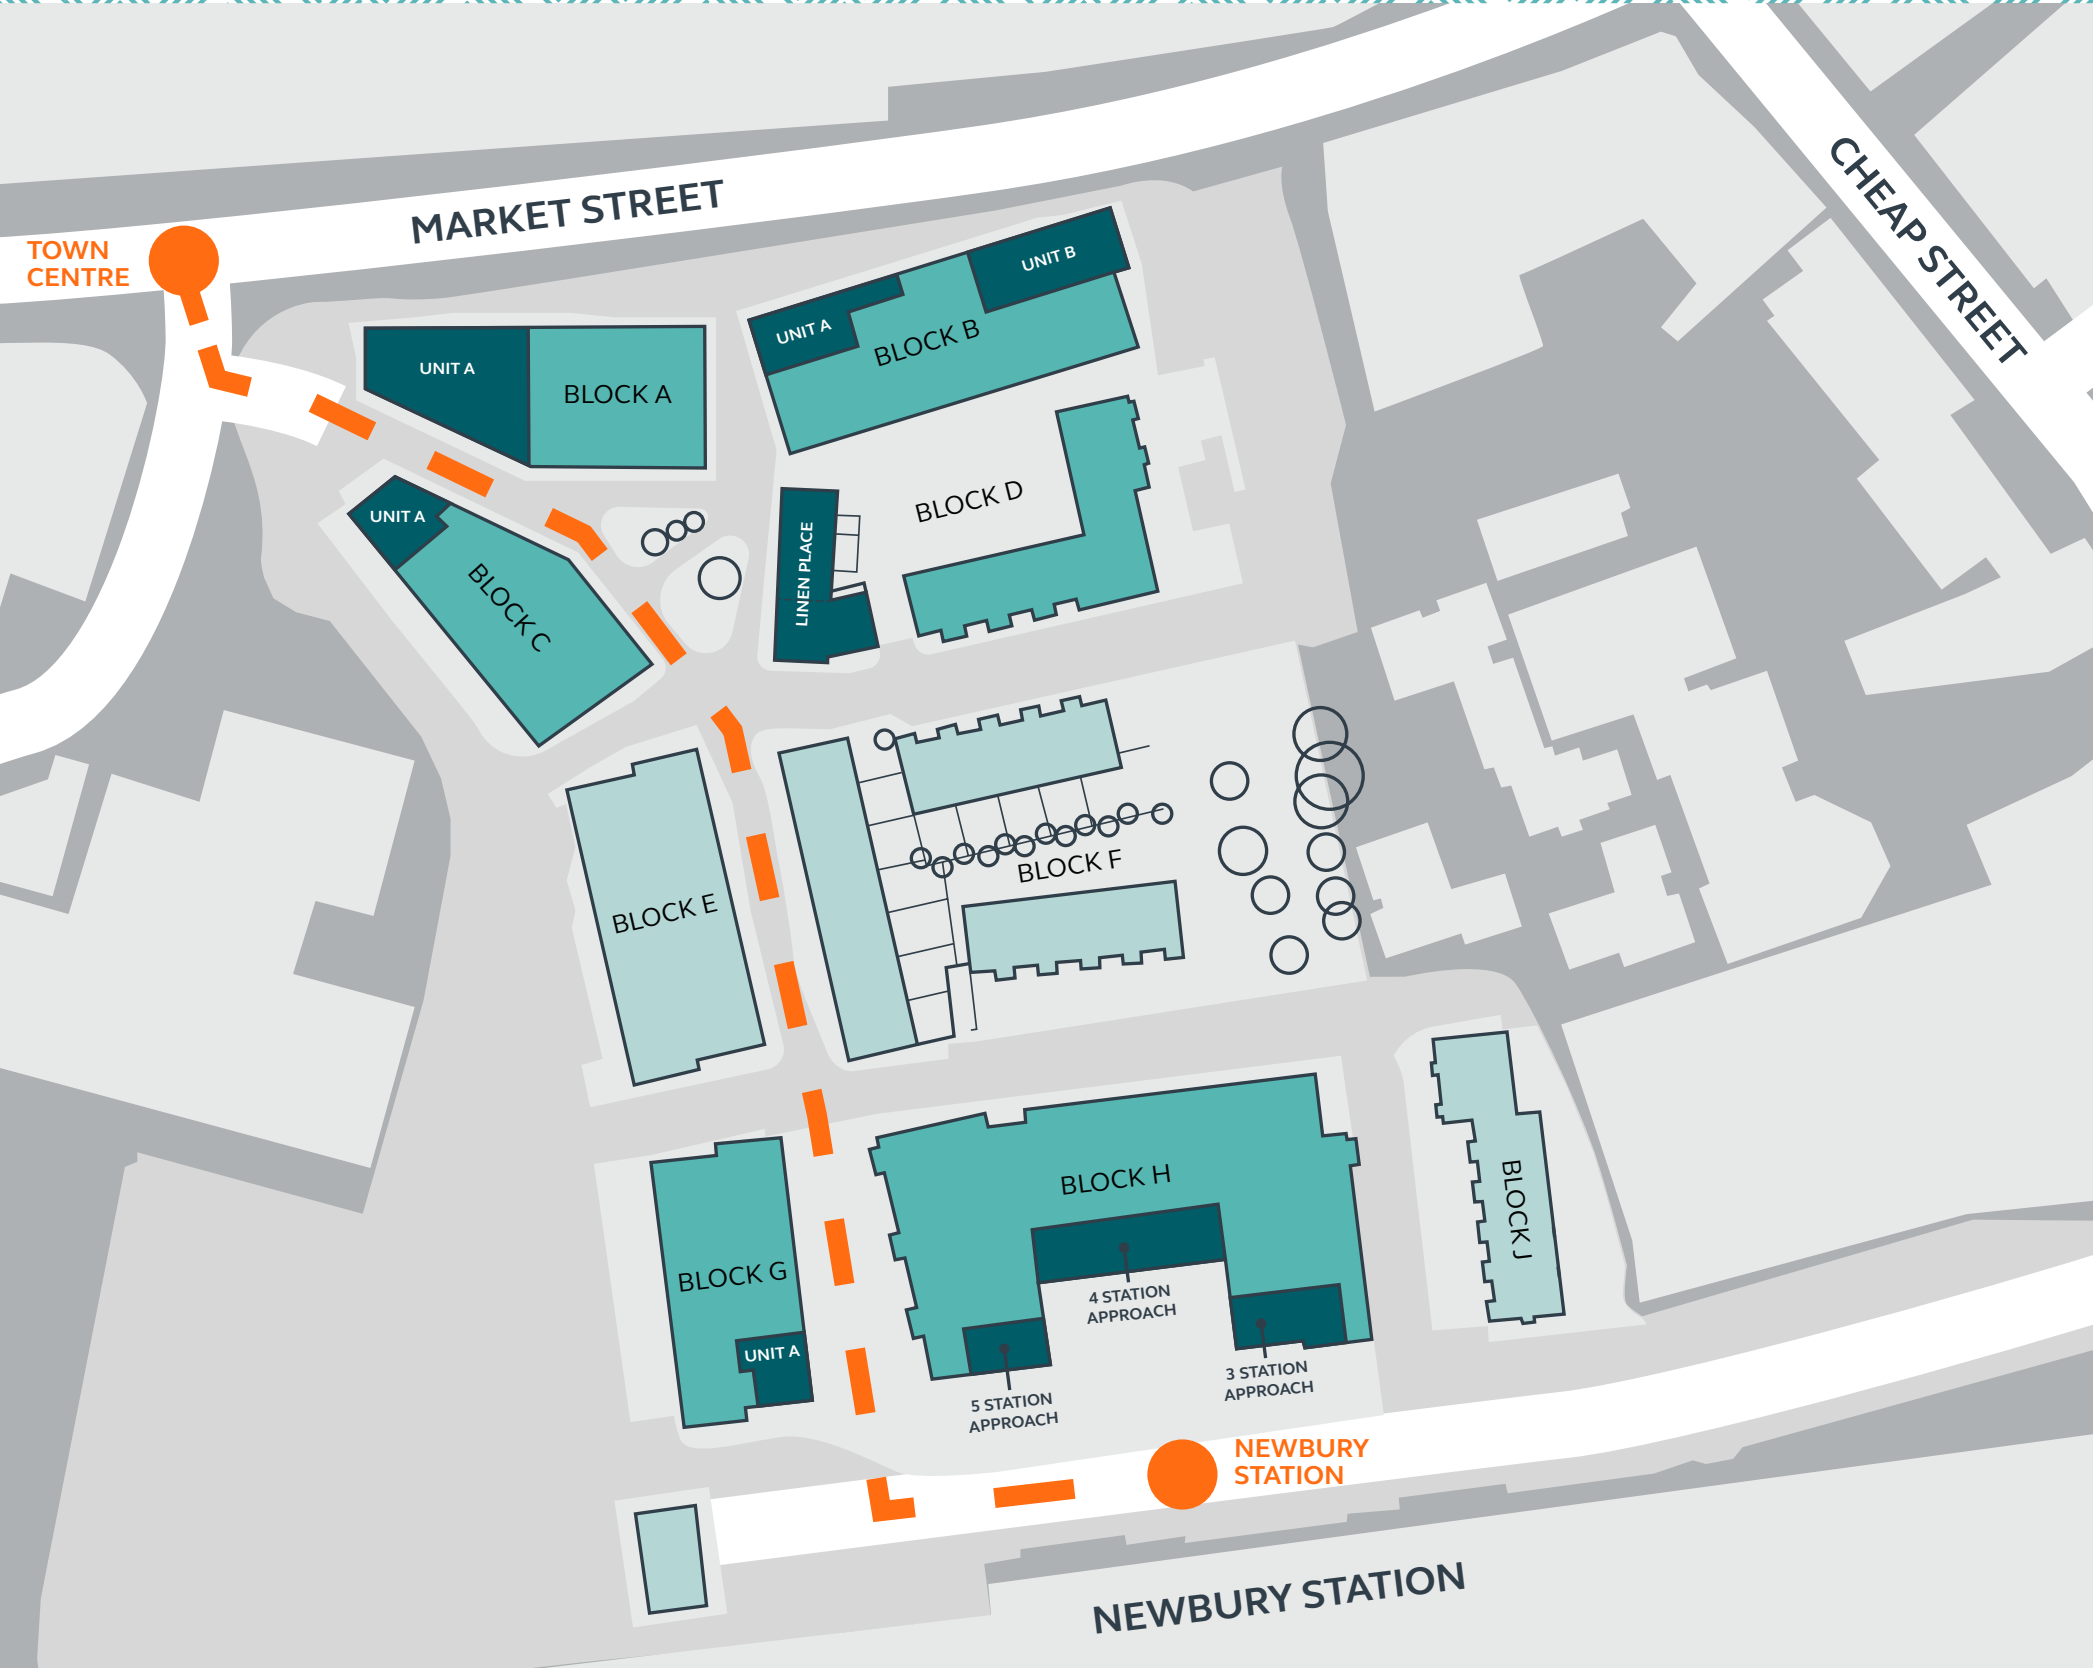 MARKET STREET
CHEAP STREET
TOWN
CENTRE
UNIT A
BLOCK A
UNIT A
UNIT B
BLOCK B
UNIT A
BLOCK C
LINEN PLACE
BLOCK D
BLOCK E
BLOCK F
BLOCK G
UNIT A
BLOCK H
4 STATION
APPROACH
5 STATION
APPROACH
3 STATION
APPROACH
BLOCK J
NEWBURY
STATION
NEWBURY STATION